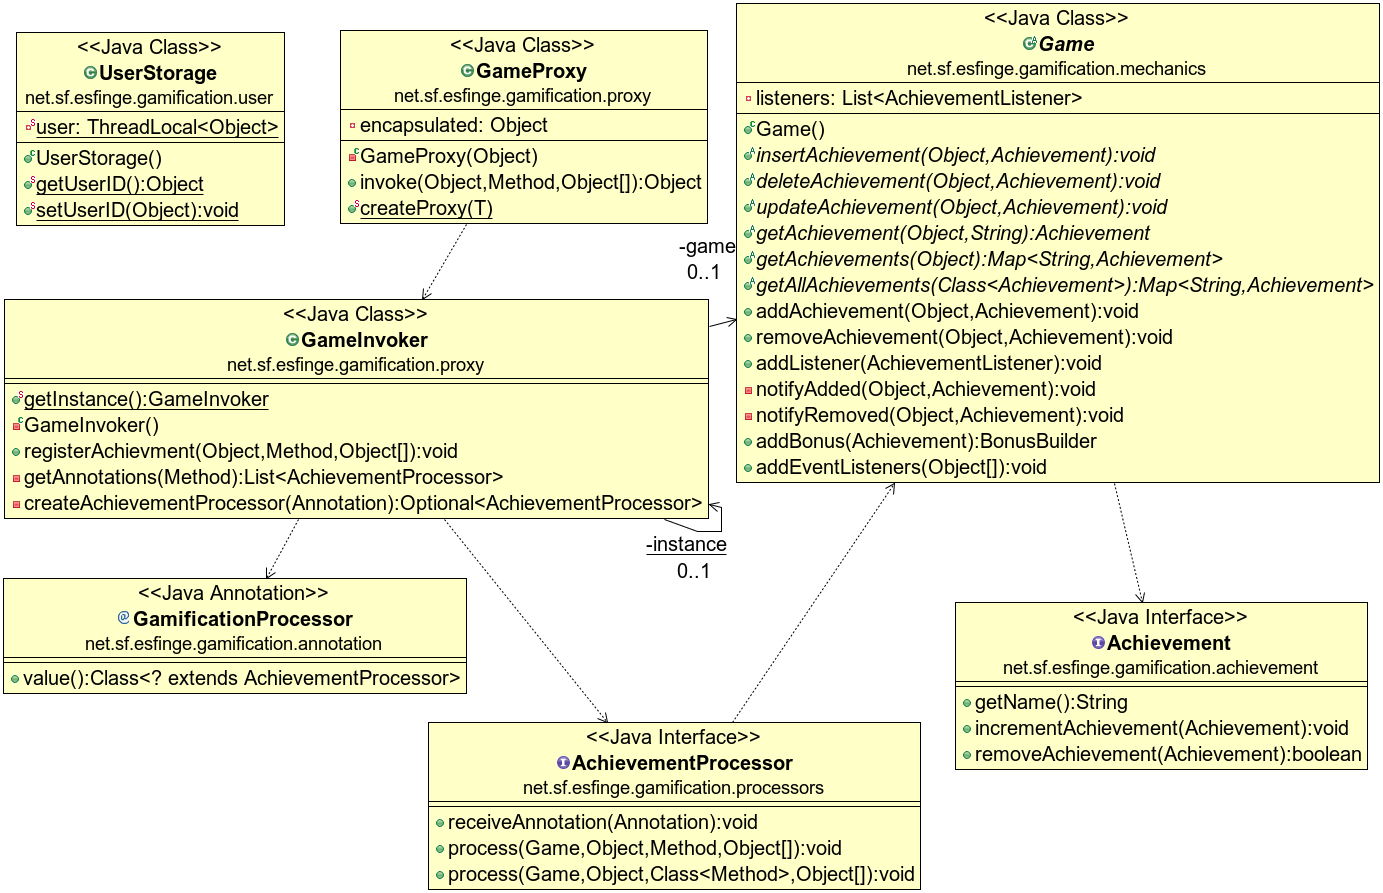 <<Java Class>>
UserStorage
net.sf.esfinge.gamification.user
user: ThreadLocal<Object>
UserStorage()
getUserID():Object
setUserID(Object):void
<<Java Class>>
GameProxy
net.sf.esfinge.gamification.proxy
encapsulated: Object
GameProxy(Object)
invoke(Object,Method,Object[]):Object
createProxy(T)
<<Java Class>>
Game
net.sf.esfinge.gamification.mechanics
listeners: List<AchievementListener>
Game()
insertAchievement(Object,Achievement):void
deleteAchievement(Object,Achievement):void
updateAchievement(Object,Achievement):void
getAchievement(Object,String):Achievement
getAchievements(Object):Map<String,Achievement>
getAllAchievements(Class<Achievement>):Map<String,Achievement>
addAchievement(Object,Achievement):void
removeAchievement(Object,Achievement):void
addListener(AchievementListener):void
notifyAdded(Object,Achievement):void
notifyRemoved(Object,Achievement):void
addBonus(Achievement):BonusBuilder
addEventListeners(Object[]):void
-game
0..1
<<Java Class>>
GameInvoker
net.sf.esfinge.gamification.proxy
getInstance():GameInvoker
GameInvoker()
registerAchievment(Object,Method,Object[]):void
getAnnotations(Method):List<AchievementProcessor>
createAchievementProcessor(Annotation):Optional<AchievementProcessor>
-instance
0..1
<<Java Annotation>>
GamificationProcessor
net.sf.esfinge.gamification.annotation
value():Class<? extends AchievementProcessor>
<<Java Interface>>
Achievement
net.sf.esfinge.gamification.achievement
getName():String
incrementAchievement(Achievement):void
removeAchievement(Achievement):boolean
<<Java Interface>>
AchievementProcessor
net.sf.esfinge.gamification.processors
receiveAnnotation(Annotation):void
process(Game,Object,Method,Object[]):void
process(Game,Object,Class<Method>,Object[]):void